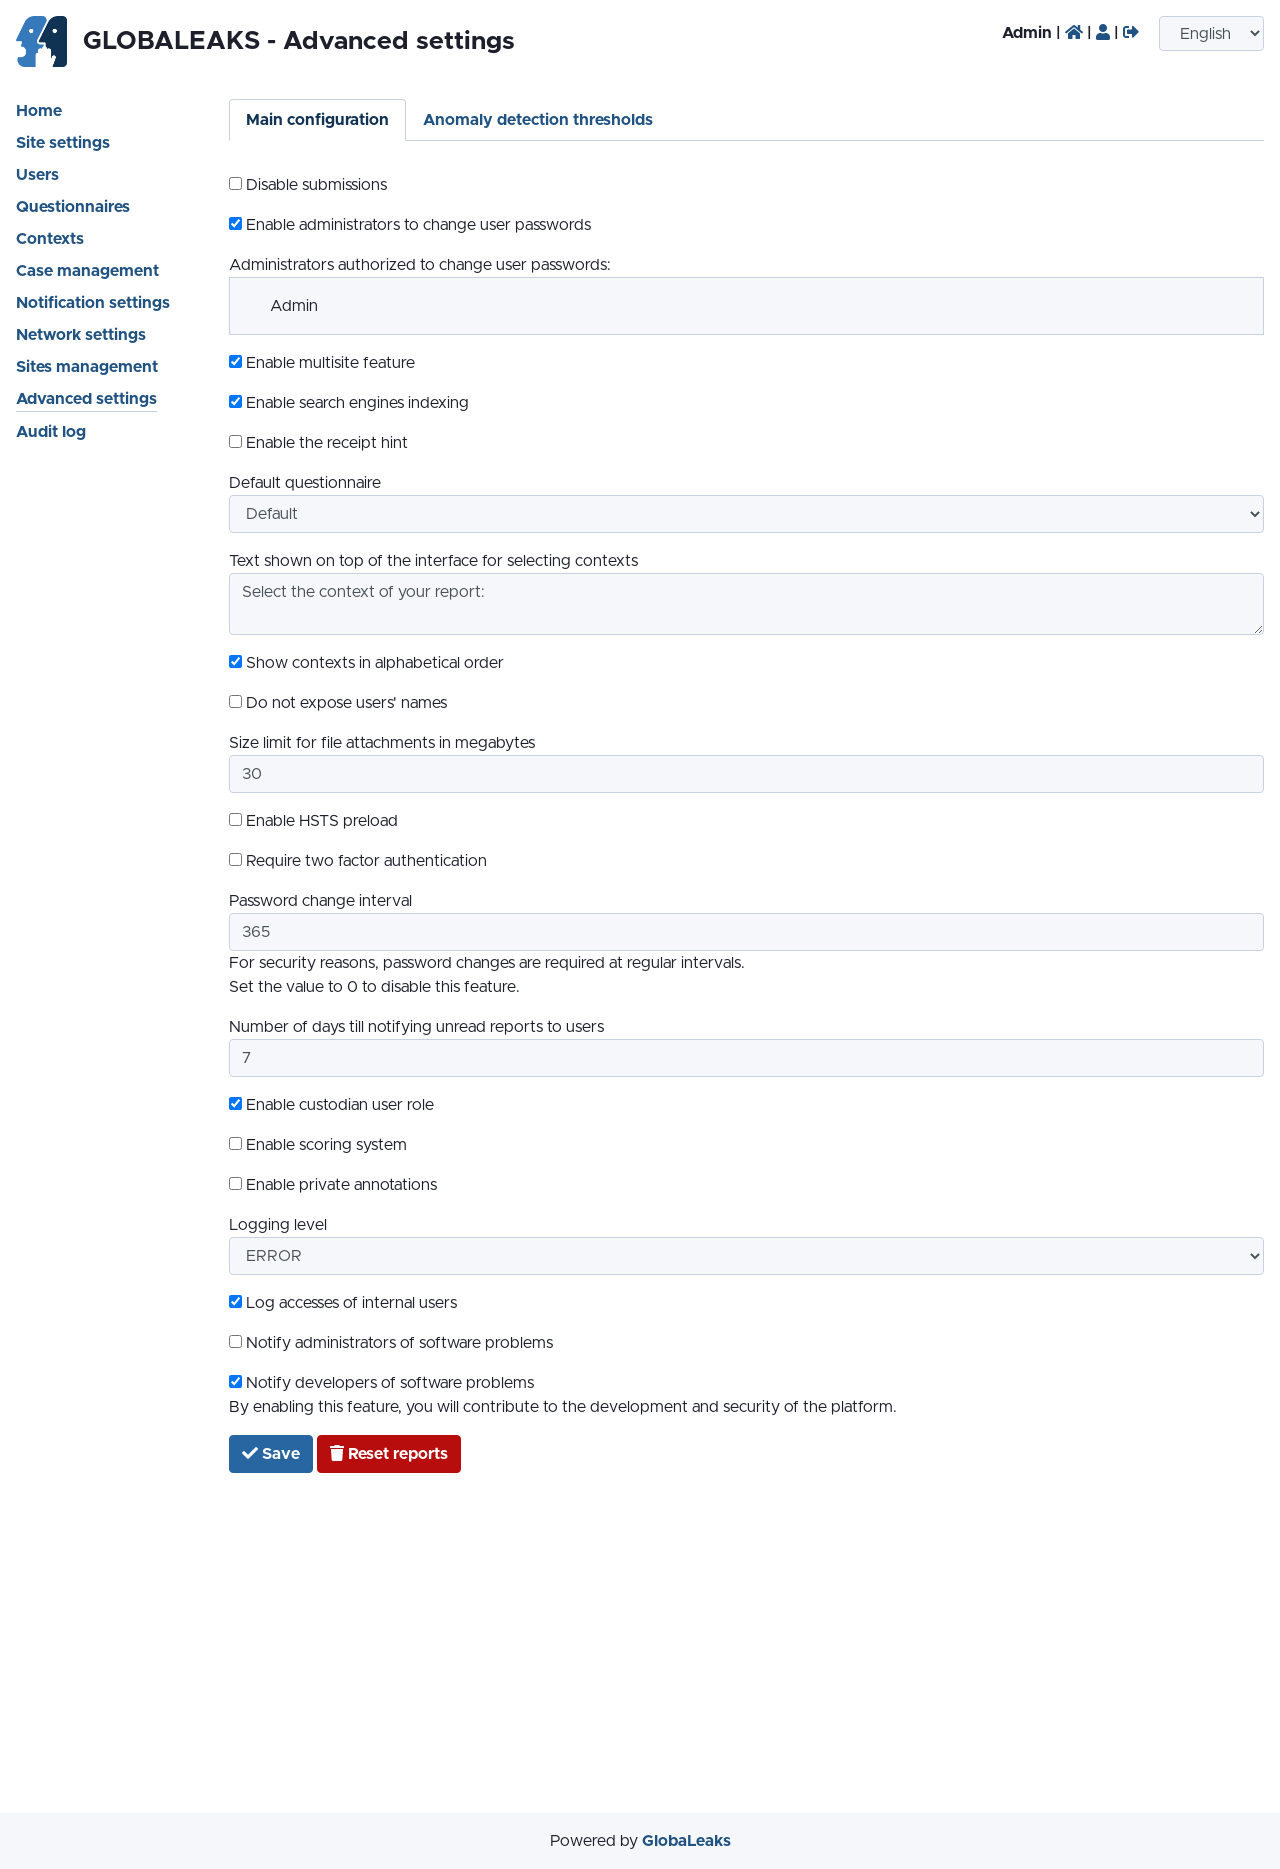 GLOBALEAKS - Advanced settings
Admin | | |
English
Home
Site settings
Users
Questionnaires
Contexts
Case management
Notification settings
Network settings
Sites management
Advanced settings
Audit log
Main configuration
Anomaly detection thresholds
Disable submissions
Enable administrators to change user passwords
Administrators authorized to change user passwords:
Admin
Enable multisite feature
Enable search engines indexing
Enable the receipt hint
Default questionnaire
Default
Text shown on top of the interface for selecting contexts
Select the context of your report:
Show contexts in alphabetical order
Do not expose users' names
Size limit for file attachments in megabytes
30
Enable HSTS preload
Require two factor authentication
Password change interval
365
For security reasons, password changes are required at regular intervals.
Set the value to 0 to disable this feature.
Number of days till notifying unread reports to users
7
Enable custodian user role
Enable scoring system
Enable private annotations
Logging level
ERROR
Log accesses of internal users
Notify administrators of software problems
Notify developers of software problems
By enabling this feature, you will contribute to the development and security of the platform.
Save
Reset reports
Powered by GlobaLeaks